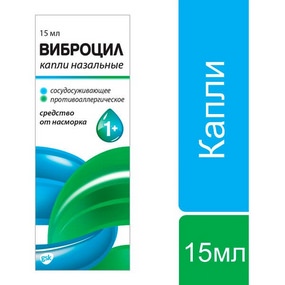 15 мл
ВИБРОЦИЛ
капли назальные
сосудосуживающее
противоаллергическое
средство
от насморка
1+
gsk
Капли
15мл